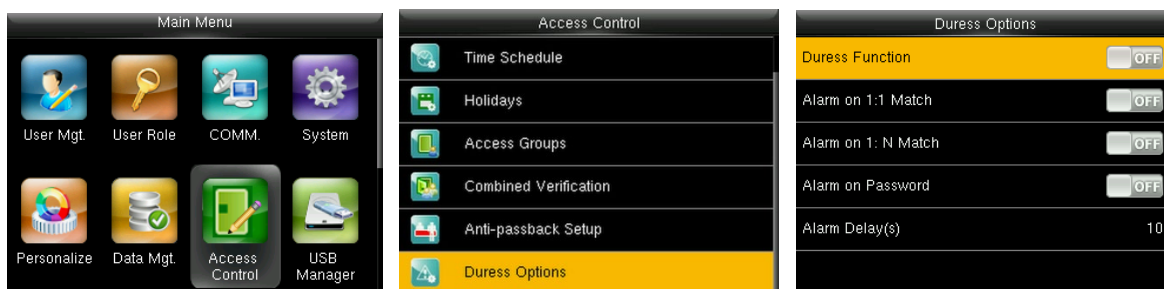 Main Menu
User Mgt.
User Role
COMM.
System
Personalize
Data Mgt.
Access
Control
USB
Manager
Access Control
Time Schedule
Holidays
Access Groups
Combined Verification
Anti-passback Setup
Duress Options
Duress Options
Duress Function OFF
Alarm on 1:1 Match OFF
Alarm on 1: N Match OFF
Alarm on Password OFF
Alarm Delay(s) 10